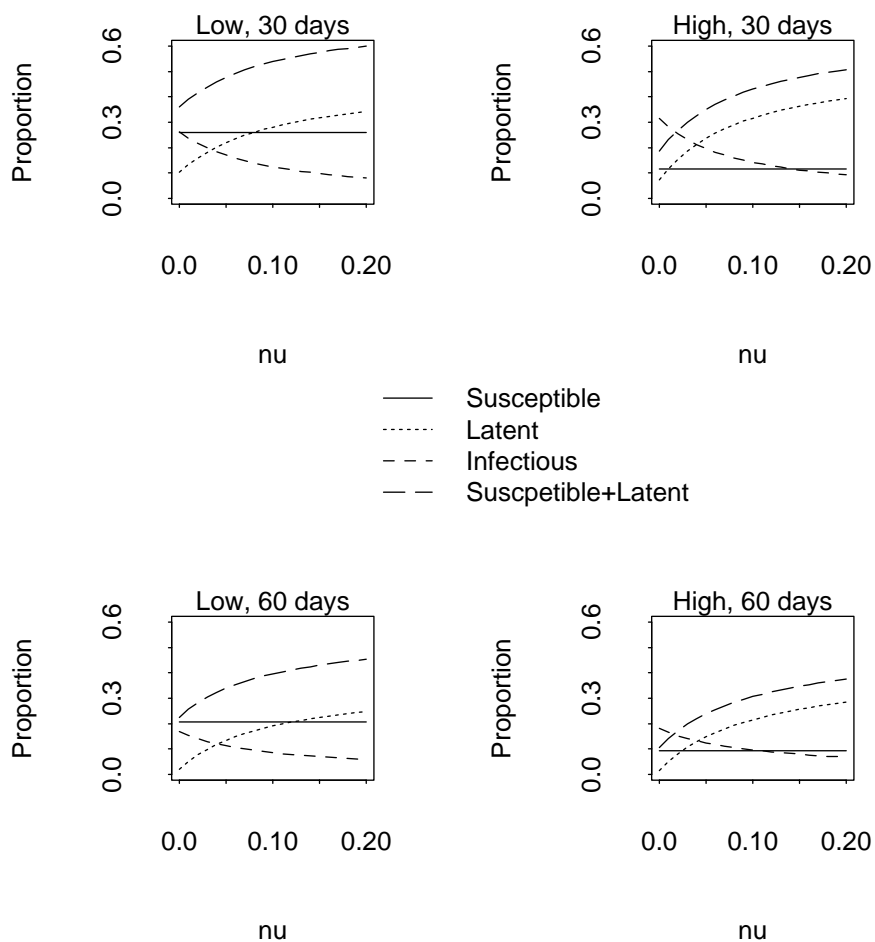 Low, 30 days
Proportion
0.0 0.3 0.6
0.0 0.10 0.20
nu
High, 30 days
Proportion
0.0 0.3 0.6
0.0 0.10 0.20
nu
Susceptible
Latent
Infectious
Suscpetible+Latent
Low, 60 days
Proportion
0.0 0.3 0.6
0.0 0.10 0.20
nu
High, 60 days
Proportion
0.0 0.3 0.6
0.0 0.10 0.20
nu